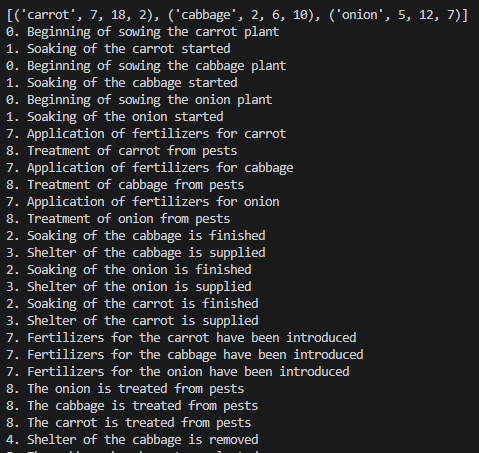 [('carrot', 7, 18, 2), ('cabbage', 2, 6, 10), ('onion', 5, 12, 7)]
0. Beginning of sowing the carrot plant
1. Soaking of the carrot started
0. Beginning of sowing the cabbage plant
1. Soaking of the cabbage started
0. Beginning of sowing the onion plant
1. Soaking of the onion started
7. Application of fertilizers for carrot
8. Treatment of carrot from pests
7. Application of fertilizers for cabbage
8. Treatment of cabbage from pests
7. Application of fertilizers for onion
8. Treatment of onion from pests
2. Soaking of the cabbage is finished
3. Shelter of the cabbage is supplied
2. Soaking of the onion is finished
3. Shelter of the onion is supplied
2. Soaking of the carrot is finished
3. Shelter of the carrot is supplied
7. Fertilizers for the carrot have been introduced
7. Fertilizers for the cabbage have been introduced
7. Fertilizers for the onion have been introduced
8. The onion is treated from pests
8. The cabbage is treated from pests
8. The carrot is treated from pests
4. Shelter of the cabbage is removed